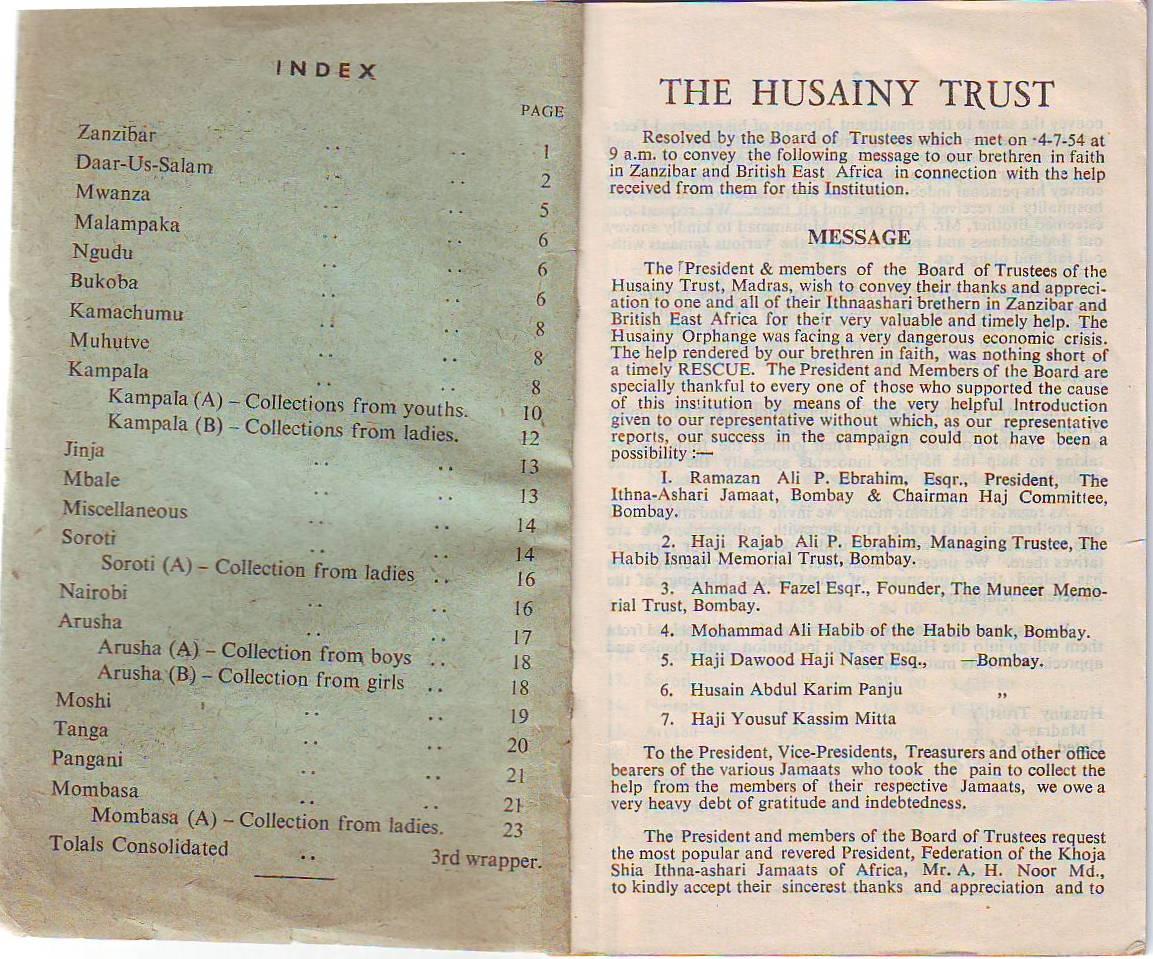 INDEX
PAGE
Zanzibar .. .. 1
Daar-Us-Salam .. .. 2
Mwanza .. .. 5
Malampaka .. .. 6
Ngudu .. .. 6
Bukoba .. .. 6
Kamachumu .. .. 8
Muhutve .. .. 8
Kampala .. .. 8
Kampala (A) – Collections from youths. 10
Kampala (B) – Collections from ladies. 12
Jinja .. .. 13
Mbale .. .. 13
Miscellaneous .. .. 14
Soroti .. .. 14
Soroti (A) – Collection from ladies .. 16
Nairobi .. .. 16
Arusha .. .. 17
Arusha (A) – Collection from boys .. 18
Arusha (B) – Collection from girls .. 18
Moshi .. .. 19
Tanga .. .. 20
Pangani .. .. 21
Mombasa .. .. 21
Mombasa (A) – Collection from ladies. 23
Tolals Consolidated .. 3rd wrapper.
THE HUSAINY TRUST
Resolved by the Board of Trustees which met on 4-7-54 at
9 a.m. to convey the following message to our brethren in faith
in Zanzibar and British East Africa in connection with the help
received from them for this Institution.
MESSAGE
The President & members of the Board of Trustees of the
Husainy Trust, Madras, wish to convey their thanks and appreci-
ation to one and all of their Ithnaashari brethern in Zanzibar and
British East Africa for their very valuable and timely help. The
Husainy Orphange was facing a very dangerous economic crisis.
The help rendered by our brethren in faith, was nothing short of
a timely RESCUE. The President and Members of the Board are
specially thankful to every one of those who supported the cause
of this institution by means of the very helpful Introduction
given to our representative without which, as our representative
reports, our success in the campaign could not have been a
possibility :—
1. Ramazan Ali P. Ebrahim, Esqr., President, The
Ithna-Ashari Jamaat, Bombay & Chairman Haj Committee,
Bombay.
2. Haji Rajab Ali P. Ebrahim, Managing Trustee, The
Habib Ismail Memorial Trust, Bombay.
3. Ahmad A. Fazel Esqr., Founder, The Muneer Memo-
rial Trust, Bombay.
4. Mohammad Ali Habib of the Habib bank, Bombay.
5. Haji Dawood Haji Naser Esq., —Bombay.
6. Husain Abdul Karim Panju „
7. Haji Yousuf Kassim Mitta
To the President, Vice-Presidents, Treasurers and other office
bearers of the various Jamaats who took the pain to collect the
help from the members of their respective Jamaats, we owe a
very heavy debt of gratitude and indebtedness.
The President and members of the Board of Trustees request
the most popular and revered President, Federation of the Khoja
Shia Ithna-ashari Jamaats of Africa, Mr. A. H. Noor Md.,
to kindly accept their sincerest thanks and appreciation and to